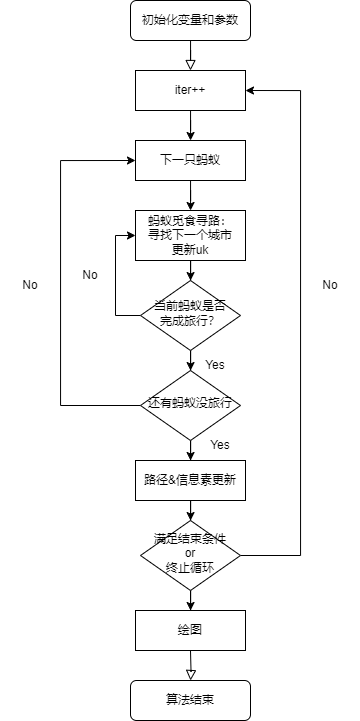 初始化变量和参数
iter++
下一只蚂蚁
蚂蚁觅食寻路：
寻找下一个城市
更新uk
No
No
No
当前蚂蚁是否
完成旅行？
Yes
还有蚂蚁没旅行
Yes
路径&信息素更新
满足结束条件
or
终止循环
绘图
算法结束